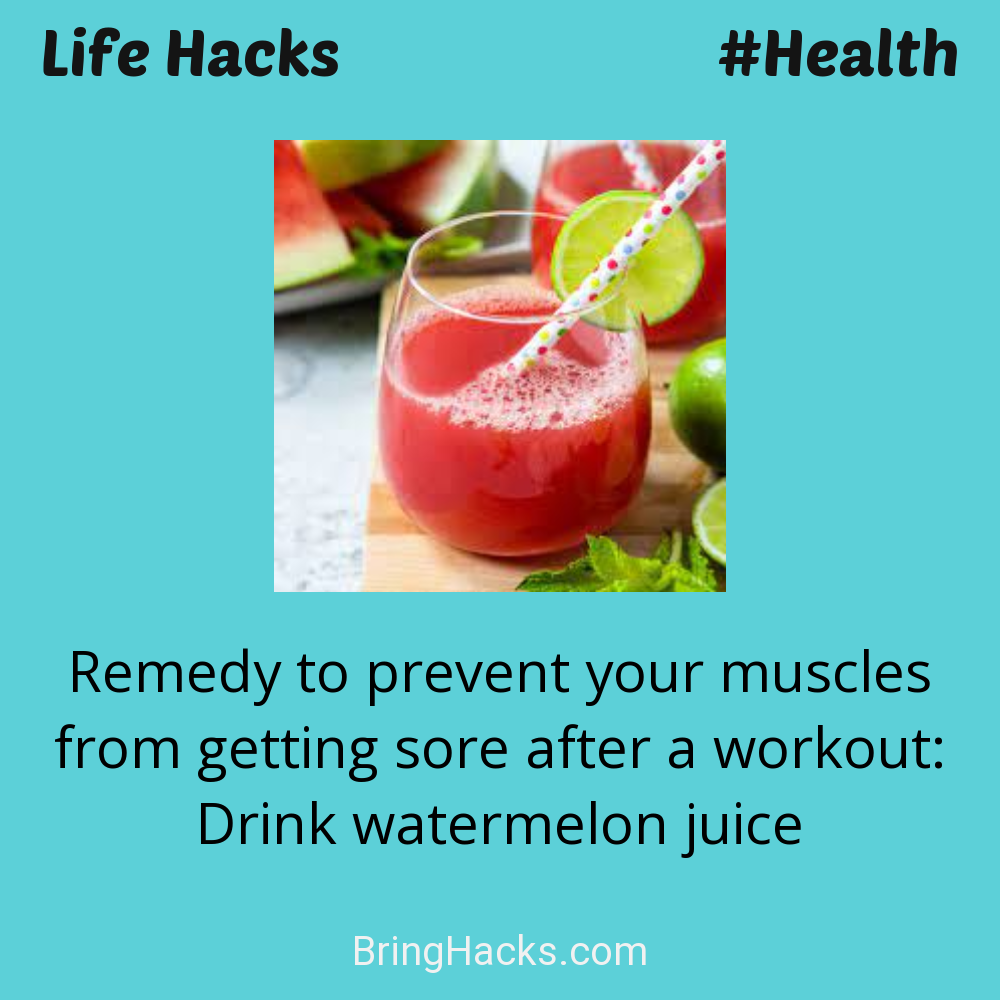 Life Hacks
#Health
Remedy to prevent your muscles
from getting sore after a workout:
Drink watermelon juice
BringHacks.com